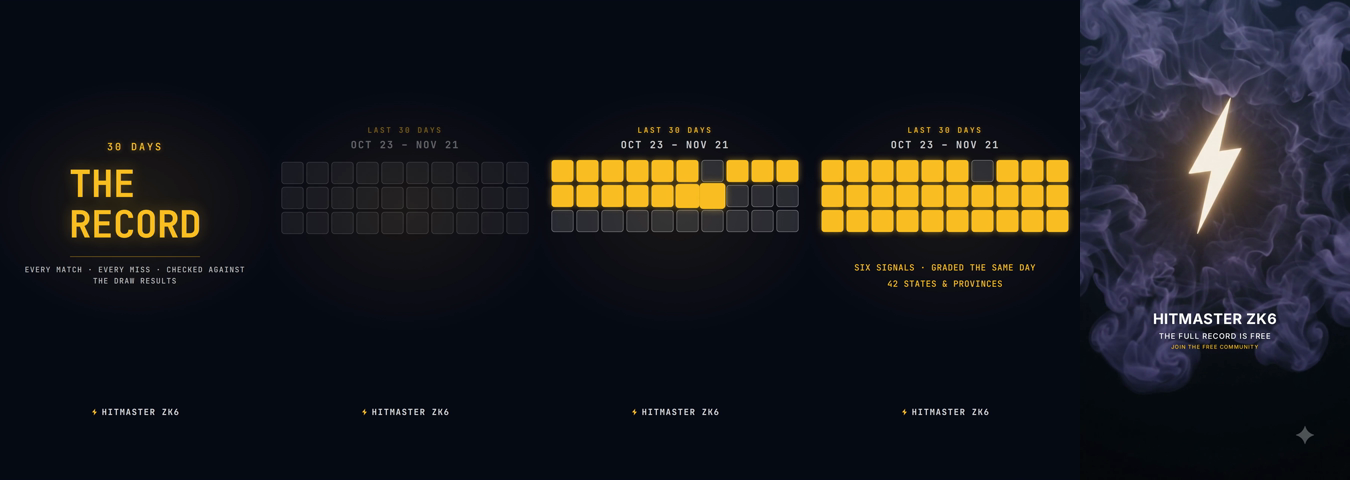 30 DAYS
THE
RECORD
EVERY MATCH · EVERY MISS · CHECKED AGAINST
THE DRAW RESULTS
HITMASTER ZK6
LAST 30 DAYS
OCT 23 – NOV 21
HITMASTER ZK6
LAST 30 DAYS
OCT 23 – NOV 21
HITMASTER ZK6
LAST 30 DAYS
OCT 23 – NOV 21
SIX SIGNALS · GRADED THE SAME DAY
42 STATES & PROVINCES
HITMASTER ZK6
HITMASTER ZK6
THE FULL RECORD IS FREE
JOIN THE FREE COMMUNITY